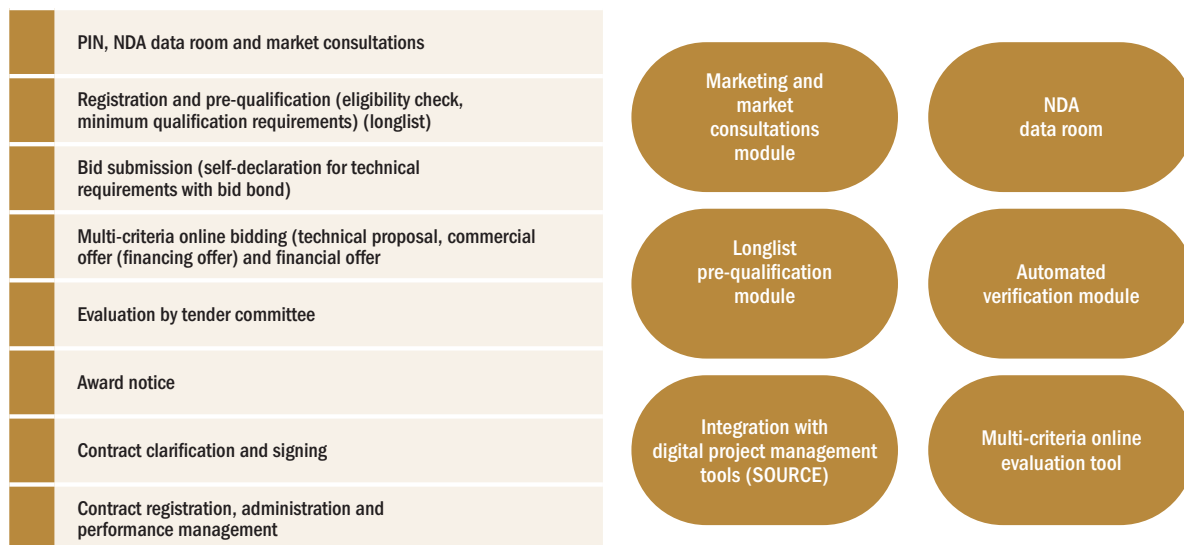 PIN, NDA data room and market consultations
Registration and pre-qualification (eligibility check,
minimum qualification requirements) (longlist)
Bid submission (self-declaration for technical
requirements with bid bond)
Multi-criteria online bidding (technical proposal, commercial
offer (financing offer) and financial offer
Evaluation by tender committee
Award notice
Contract clarification and signing
Contract registration, administration and
performance management
Marketing and
market
consultations
module
NDA
data room
Longlist
pre-qualification
module
Automated
verification module
Integration with
digital project management
tools (SOURCE)
Multi-criteria online
evaluation tool